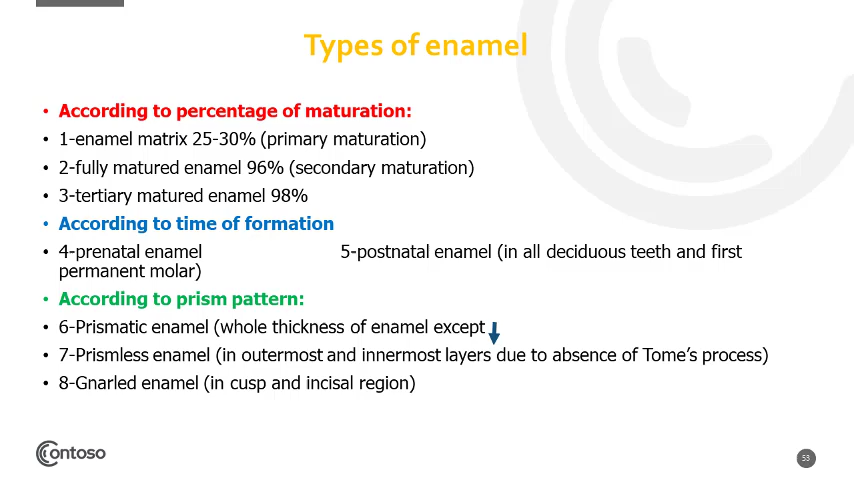 Types of enamel
• According to percentage of maturation:
• 1-enamel matrix 25-30% (primary maturation)
• 2-fully matured enamel 96% (secondary maturation)
• 3-tertiary matured enamel 98%
• According to time of formation
• 4-prenatal enamel 5-postnatal enamel (in all deciduous teeth and first
permanent molar)
• According to prism pattern:
• 6-Prismatic enamel (whole thickness of enamel except
• 7-Prismless enamel (in outermost and innermost layers due to absence of Tome's process)
• 8-Gnarled enamel (in cusp and incisal region)
Contoso
53